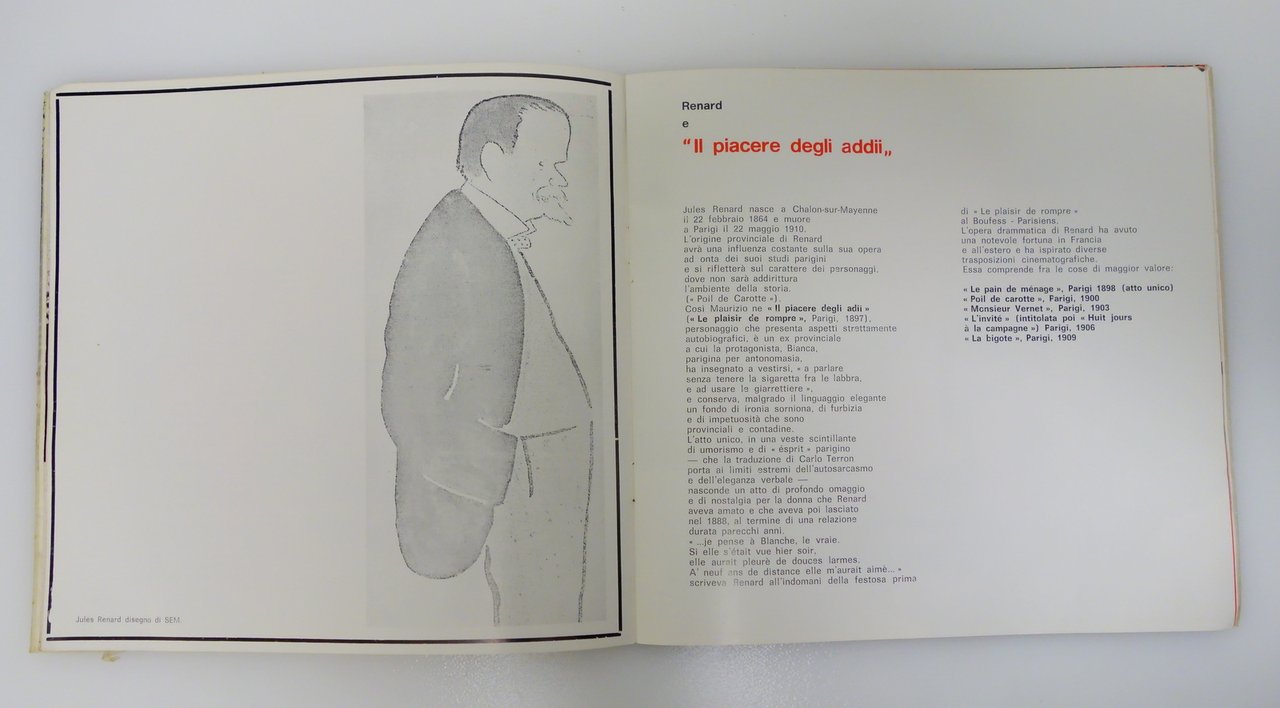 Jules Renard disegno di SEM.
Renard
e
“Il piacere degli addii„
Jules Renard nasce a Chalon-sur-Mayenne
il 22 febbraio 1864 e muore
a Parigi il 22 maggio 1910.
L'origine provinciale di Renard
avrà una influenza costante sulla sua opera
ad onta dei suoi studi parigini
e si rifletterà sul carattere dei personaggi,
dove non sarà addirittura
l'ambiente della storia.
(« Poil de Carotte »).
Così Maurizio ne « Il piacere degli adii »
(« Le plaisir de rompre », Parigi, 1897),
personaggio che presenta aspetti strettamente
autobiografici, è un ex provinciale
a cui la protagonista, Bianca,
parigina per antonomasia,
ha insegnato a vestirsi, « a parlare
senza tenere la sigaretta fra le labbra,
e ad usare le giarrettiere »,
e conserva, malgrado il linguaggio elegante
un fondo di ironia sorniona, di furbizia
e di impetuosità che sono
provinciali e contadine.
L'atto unico, in una veste scintillante
di umorismo e di « ésprit » parigino
— che la traduzione di Carlo Terron
porta ai limiti estremi dell'autosarcasmo
e dell'eleganza verbale —
nasconde un atto di profondo omaggio
e di nostalgia per la donna che Renard
aveva amato e che aveva poi lasciato
nel 1888, al termine di una relazione
durata parecchi anni.
« ...je pense à Blanche, le vraie.
Si elle s'était vue hier soir,
elle aurait pleurè de douces larmes.
A' neuf ans de distance elle m'aurait aimè... »
scriveva Renard all'indomani della festosa prima
di « Le plaisir de rompre »
al Boufess - Parisiens.
L'opera drammatica di Renard ha avuto
una notevole fortuna in Francia
e all'estero e ha ispirato diverse
trasposizioni cinematografiche.
Essa comprende fra le cose di maggior valore:
« Le pain de ménage », Parigi 1898 (atto unico)
« Poil de carotte », Parigi, 1900
« Monsieur Vernet », Parigi, 1903
« L'invité » (intitolata poi « Huit jours
à la campagne ») Parigi, 1906
« La bigote », Parigi, 1909